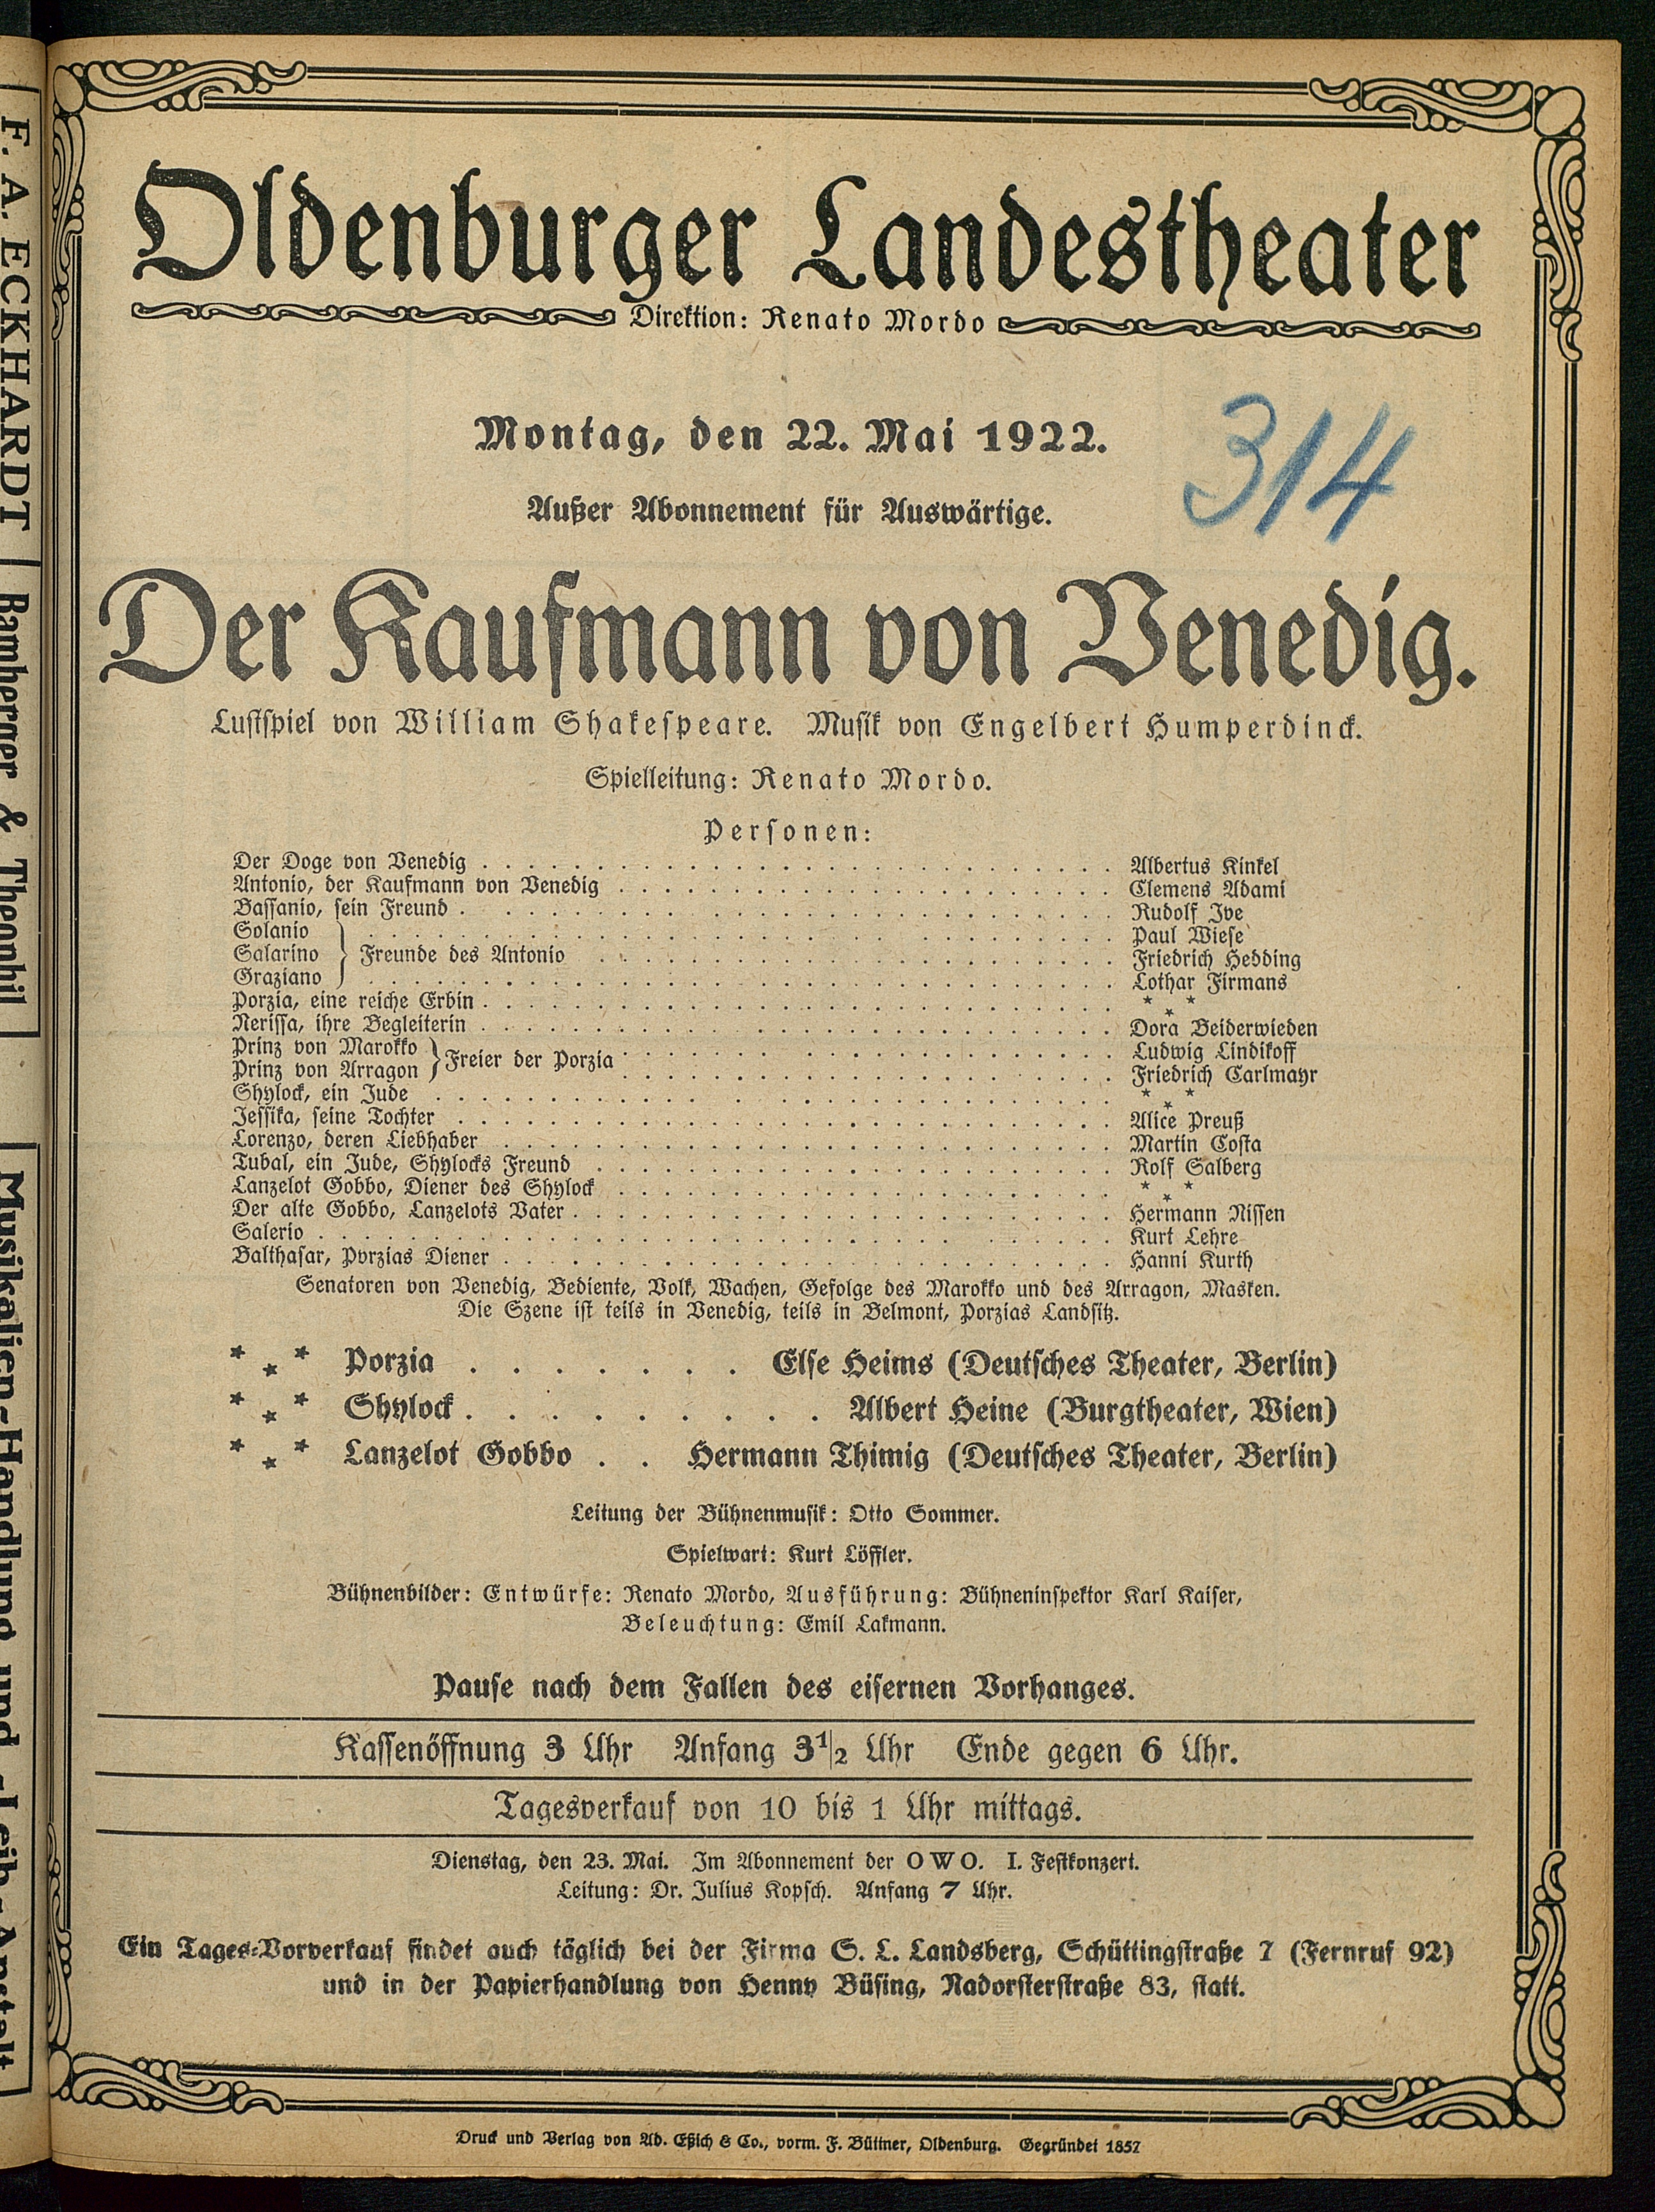 Oldenburger Landestheater
Direktion: Renato Mordo
Montag, den 22. Mai 1922.
314
Außer Abonnement für Auswärtige.
Der Kaufmann von Venedig.
Lustspiel von William Shakespeare. Musik von Engelbert Humperdinck.
Spielleitung: Renato Mordo.
Personen:
Der Doge von Venedig . . . . . Albertus Kinkel
Antonio, der Kaufmann von Venedig . . . . . Clemens Adami
Bassanio, sein Freund . . . . . Rudolf Ive
Solanio . . . . . Paul Wiese
Salarino } Freunde des Antonio . . . . . Friedrich Hedding
Graziano . . . . . Lothar Firmans
Porzia, eine reiche Erbin . . . . . * * *
Nerissa, ihre Begleiterin . . . . . Dora Beiderwieden
Prinz von Marokko } Freier der Porzia . . . . . Ludwig Lindikoff
Prinz von Arragon . . . . . Friedrich Carlmayr
Shylock, ein Jude . . . . . * * *
Jessika, seine Tochter . . . . . Alice Preuß
Lorenzo, deren Liebhaber . . . . . Martin Costa
Tubal, ein Jude, Shylocks Freund . . . . . Rolf Salberg
Lanzelot Gobbo, Diener des Shylock . . . . . * * *
Der alte Gobbo, Lanzelots Vater . . . . . Hermann Nissen
Salerio . . . . . Kurt Lehre
Balthasar, Porzias Diener . . . . . Hanni Kurth
Senatoren von Venedig, Bediente, Volk, Wachen, Gefolge des Marokko und des Arragon, Masken.
Die Szene ist teils in Venedig, teils in Belmont, Porzias Landsitz.
* * * Porzia . . . . . . . Else Heims (Deutsches Theater, Berlin)
* * * Shylock . . . . . . . . . Albert Heine (Burgtheater, Wien)
* * * Lanzelot Gobbo . . Hermann Thimig (Deutsches Theater, Berlin)
Leitung der Bühnenmusik: Otto Sommer.
Spielwart: Kurt Löffler.
Bühnenbilder: Entwürfe: Renato Mordo, Ausführung: Bühneninspektor Karl Kaiser,
Beleuchtung: Emil Lakmann.
Pause nach dem Fallen des eisernen Vorhanges.
Kassenöffnung 3 Uhr Anfang 3 1/2 Uhr Ende gegen 6 Uhr.
Tagesverkauf von 10 bis 1 Uhr mittags.
Dienstag, den 23. Mai. Im Abonnement der OWO. I. Festkonzert.
Leitung: Dr. Julius Kopsch. Anfang 7 Uhr.
Ein Tages-Vorverkauf findet auch täglich bei der Firma S. L. Landsberg, Schüttingstraße 7 (Fernruf 92)
und in der Papierhandlung von Henny Büsing, Nadorsterstraße 83, statt.
Druck und Verlag von Ad. Eßich & Co., vorm. F. Büttner, Oldenburg. Gegründet 1857
F. A. ECKHARDT
Bamberger & Theophil
Musikalien-Handlung und -Leih-Anstalt